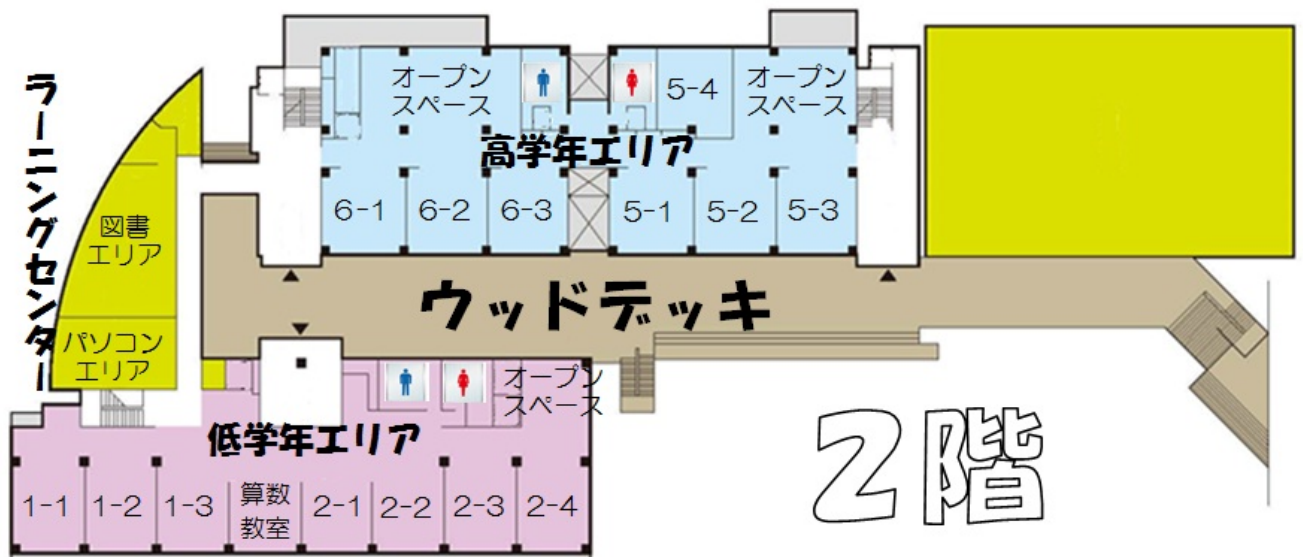 ラーニングセンター
オープン
スペース
5-4
オープン
スペース
高学年エリア
6-1
6-2
6-3
5-1
5-2
5-3
図書
エリア
ウッドデッキ
パソコン
エリア
オープン
スペース
低学年エリア
1-1
1-2
1-3
算数
教室
2-1
2-2
2-3
2-4
2階